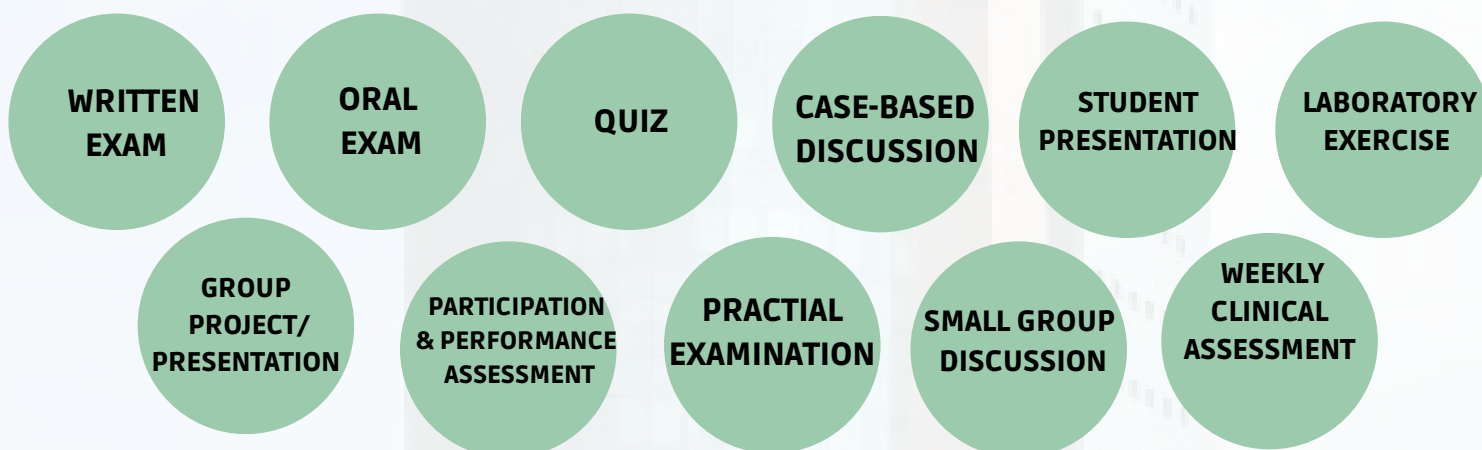 WRITTEN
EXAM
ORAL
EXAM
QUIZ
CASE-BASED
DISCUSSION
STUDENT
PRESENTATION
LABORATORY
EXERCISE
GROUP
PROJECT/
PRESENTATION
PARTICIPATION
& PERFORMANCE
ASSESSMENT
PRACTIAL
EXAMINATION
SMALL GROUP
DISCUSSION
WEEKLY
CLINICAL
ASSESSMENT